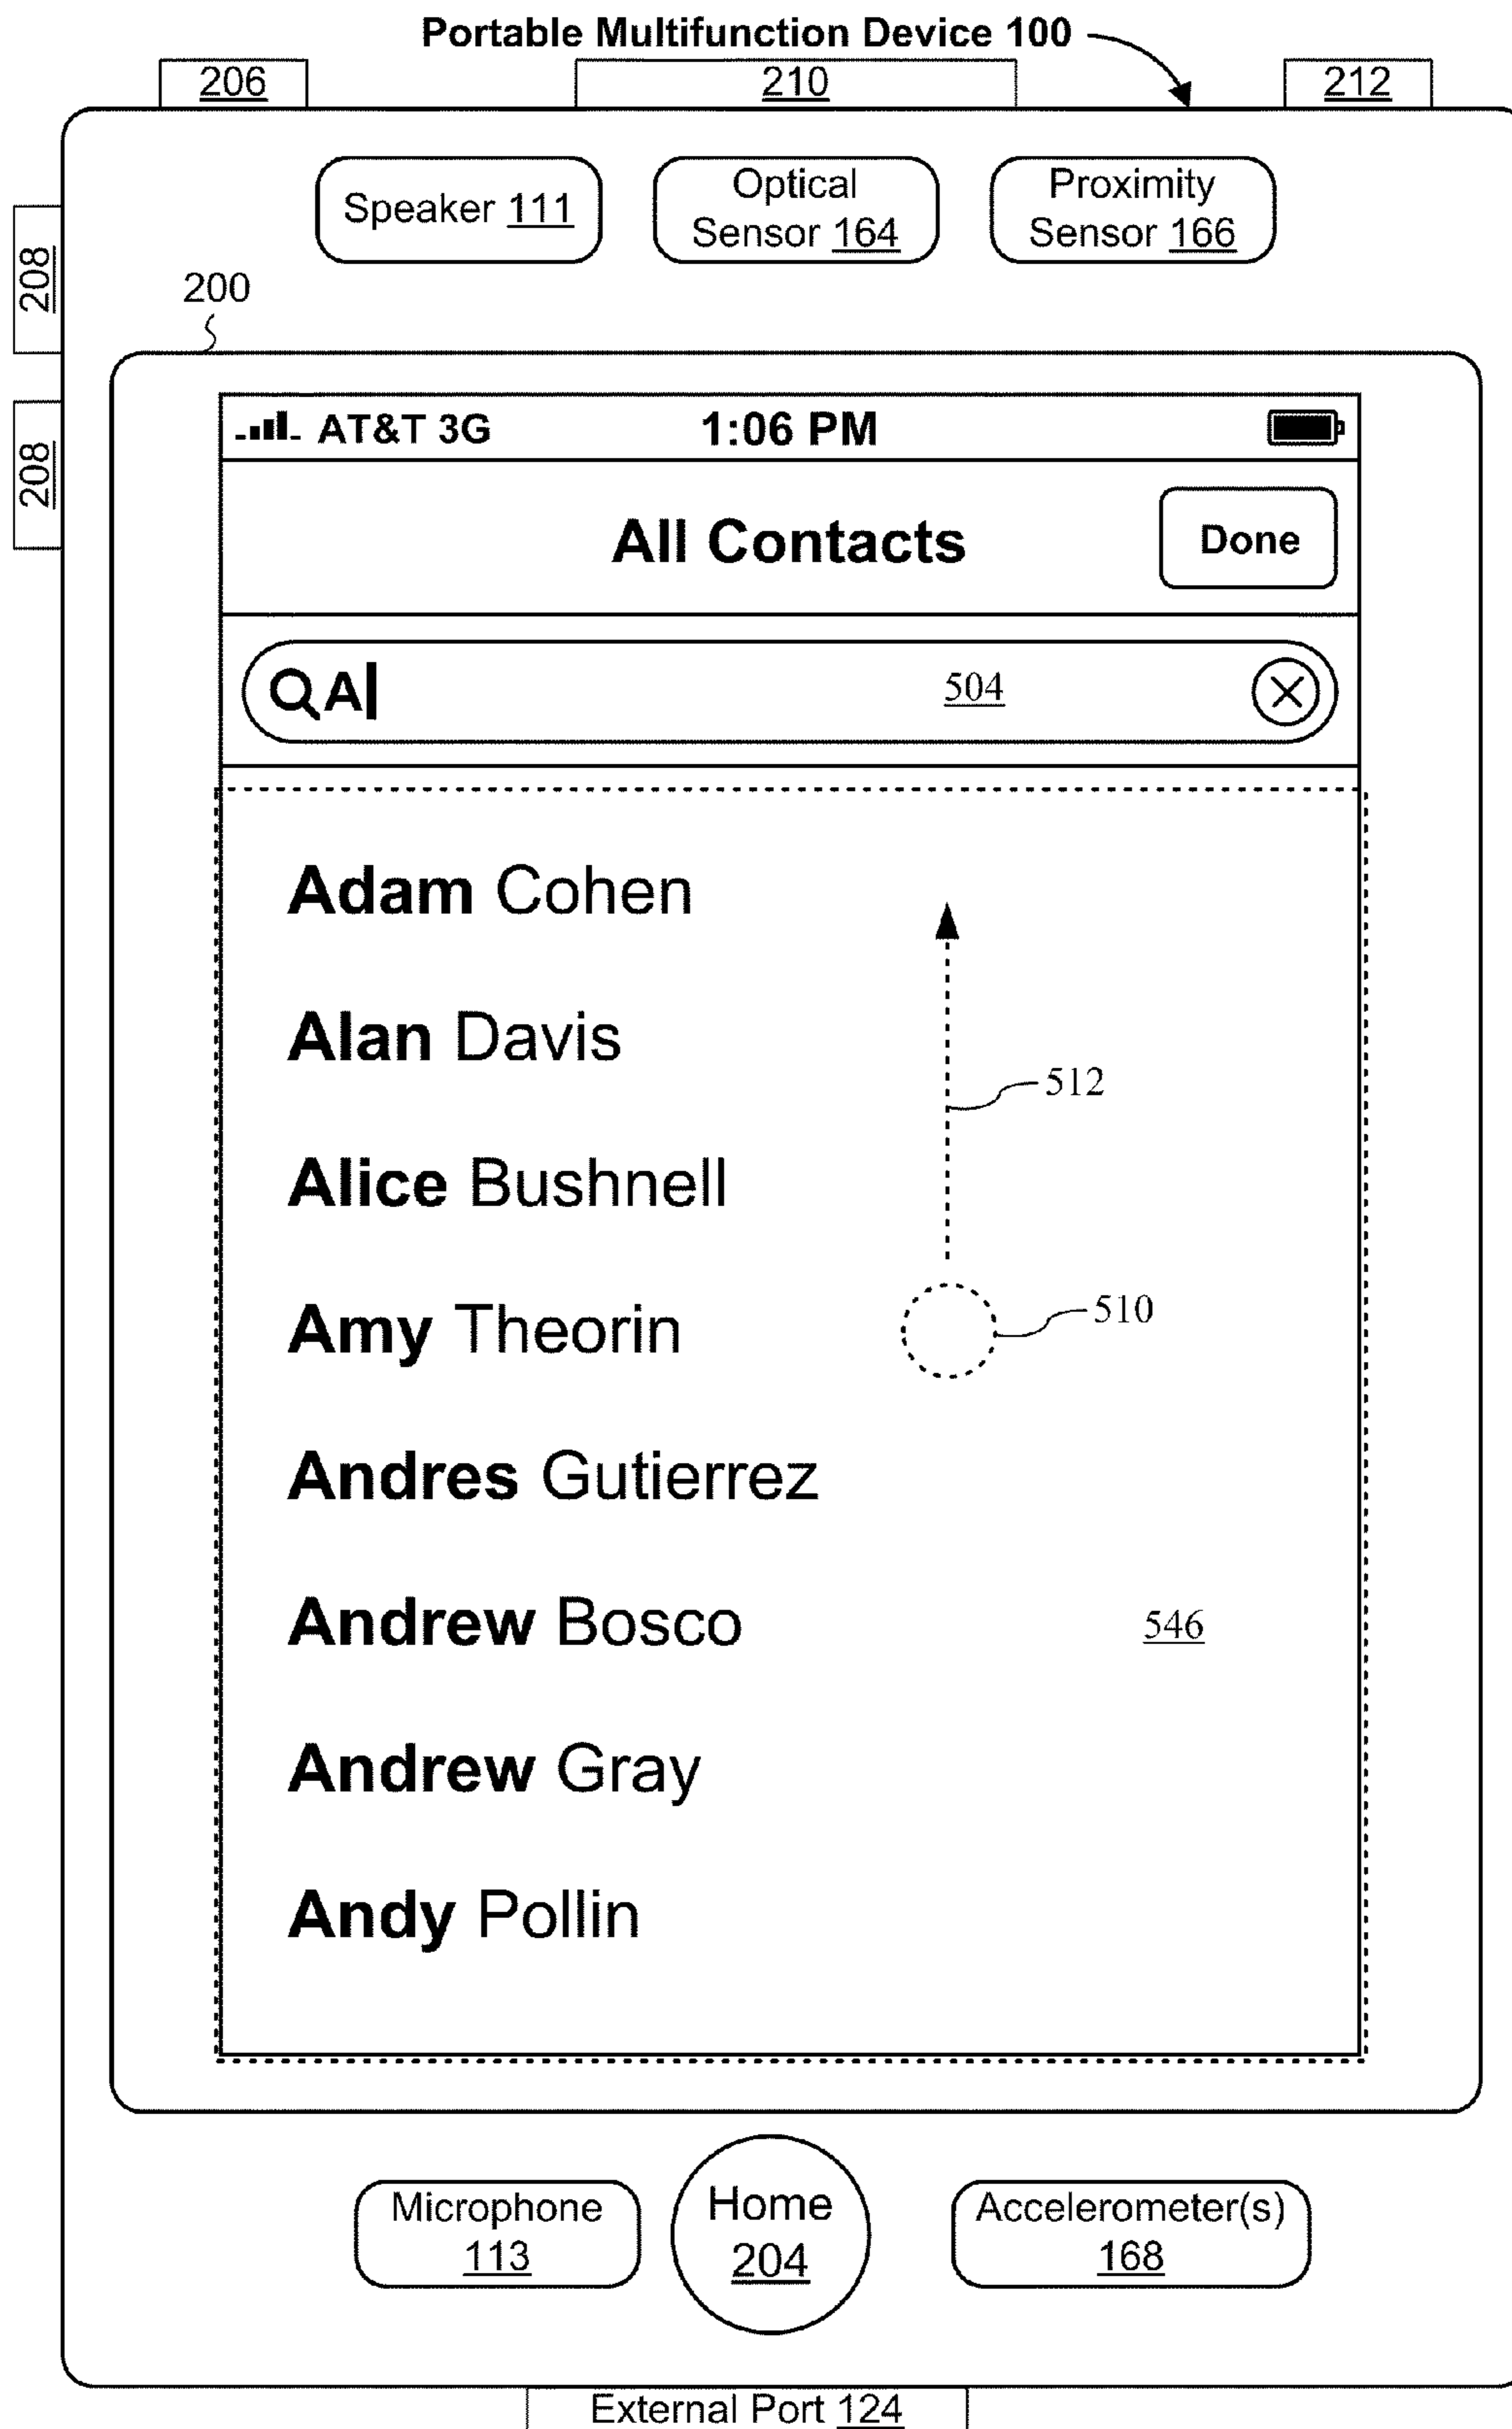 Portable Multifunction Device 100
206
210
212
Speaker 111
Optical
Sensor 164
Proximity
Sensor 166
208
200
208
AT&T 3G 1:06 PM
All Contacts
Done
A
504
Adam Cohen
Alan Davis
512
Alice Bushnell
Amy Theorin
510
Andres Gutierrez
Andrew Bosco
546
Andrew Gray
Andy Pollin
Microphone
113
Home
204
Accelerometer(s)
168
External Port 124